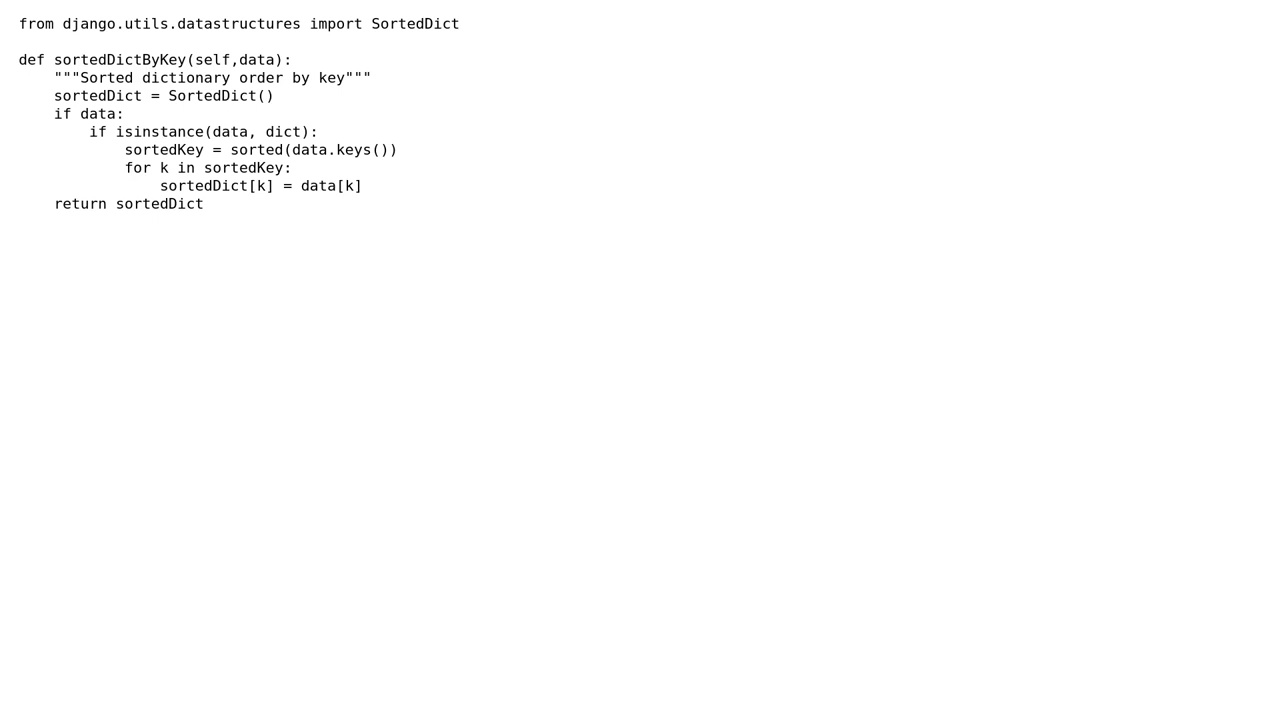 from django.utils.datastructures import SortedDict

def sortedDictByKey(self,data):
    """Sorted dictionary order by key"""
    sortedDict = SortedDict()
    if data:
        if isinstance(data, dict):
            sortedKey = sorted(data.keys())
            for k in sortedKey:
                sortedDict[k] = data[k]
    return sortedDict